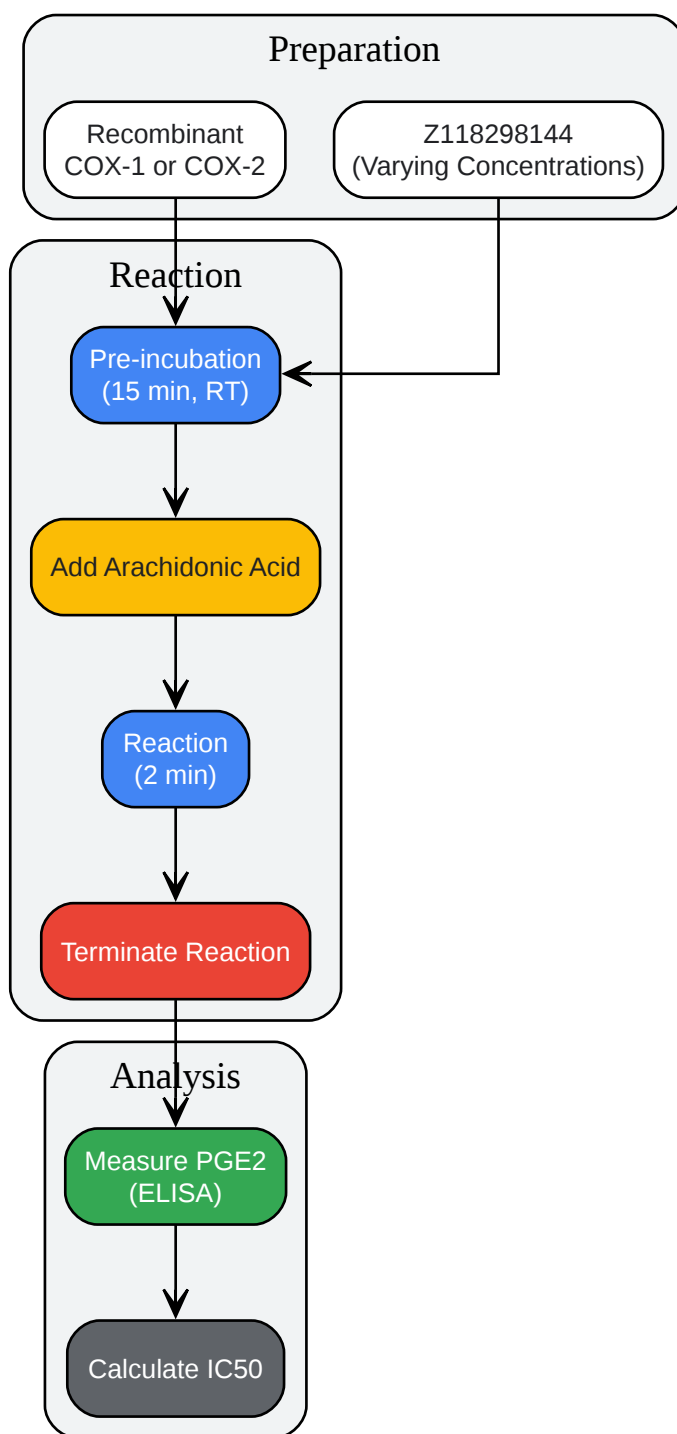 Preparation
Recombinant
COX-1 or COX-2
Z118298144
(Varying Concentrations)
Reaction
Pre-incubation
(15 min, RT)
Add Arachidonic Acid
Reaction
(2 min)
Terminate Reaction
Analysis
Measure PGE2
(ELISA)
Calculate IC50